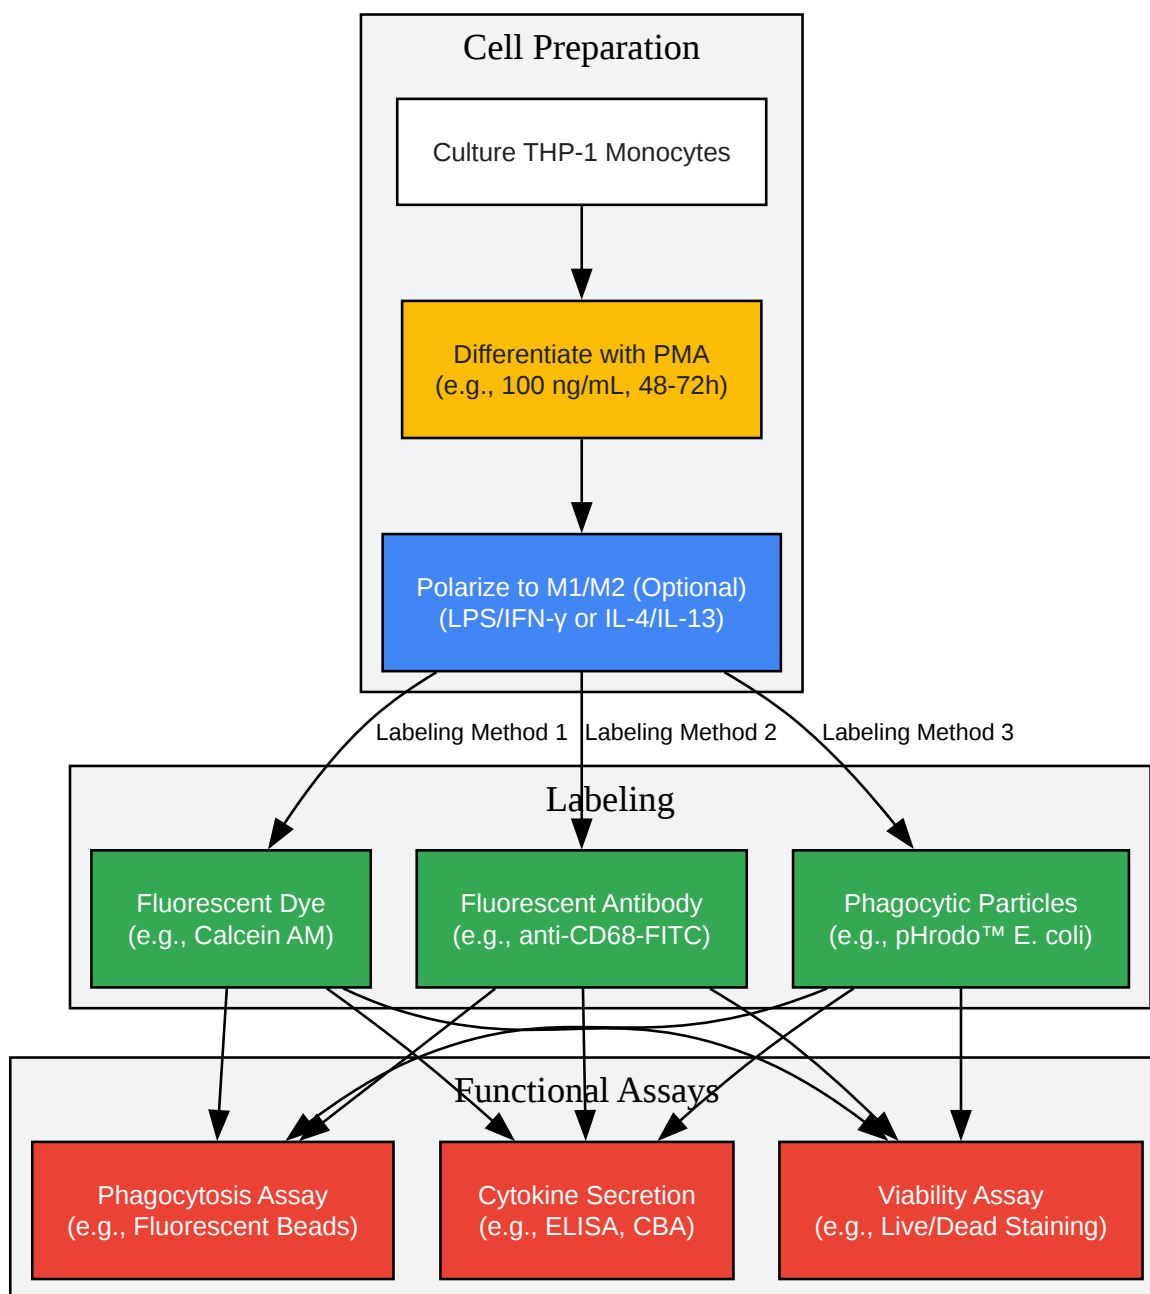 Cell Preparation
Culture THP-1 Monocytes
Differentiate with PMA
(e.g., 100 ng/mL, 48-72h)
Polarize to M1/M2 (Optional)
(LPS/IFN-γ or IL-4/IL-13)
Labeling Method 1
Labeling Method 2
Labeling Method 3
Labeling
Fluorescent Dye
(e.g., Calcein AM)
Fluorescent Antibody
(e.g., anti-CD68-FITC)
Phagocytic Particles
(e.g., pHrodo™ E. coli)
Functional Assays
Phagocytosis Assay
(e.g., Fluorescent Beads)
Cytokine Secretion
(e.g., ELISA, CBA)
Viability Assay
(e.g., Live/Dead Staining)